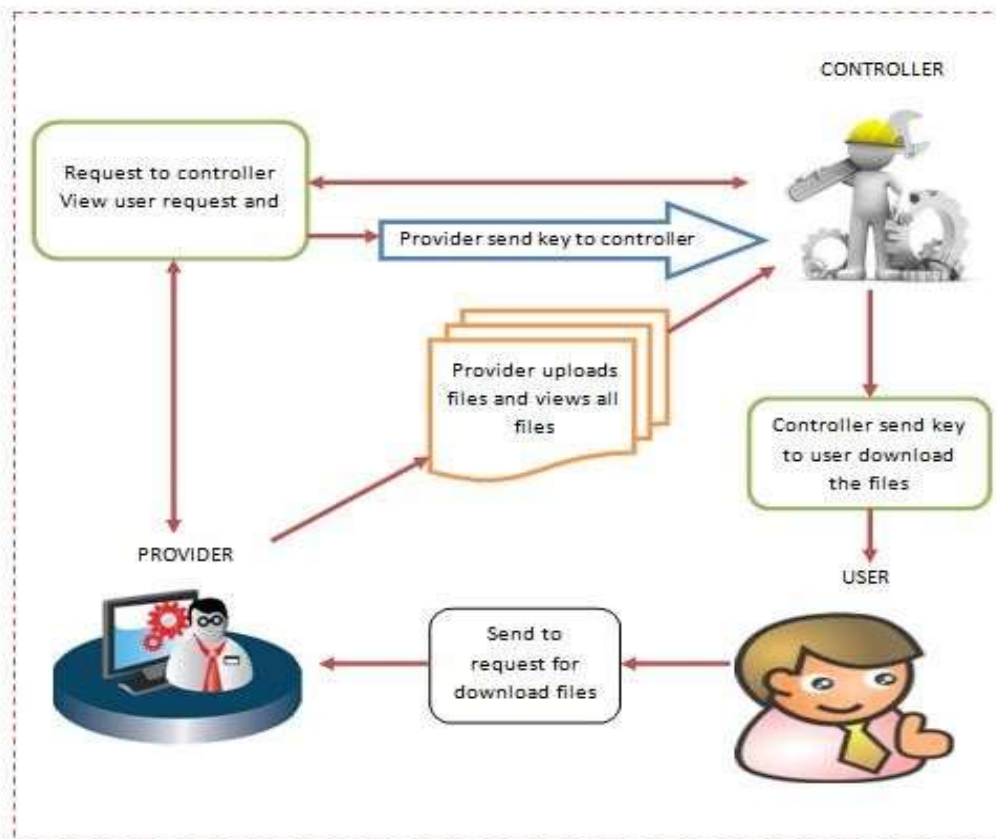 CONTROLLER
Request to controller
View user request and
Provider send key to controller
Provider uploads
files and views all
files
Controller send key
to user download
the files
PROVIDER
USER
Send to
request for
download files